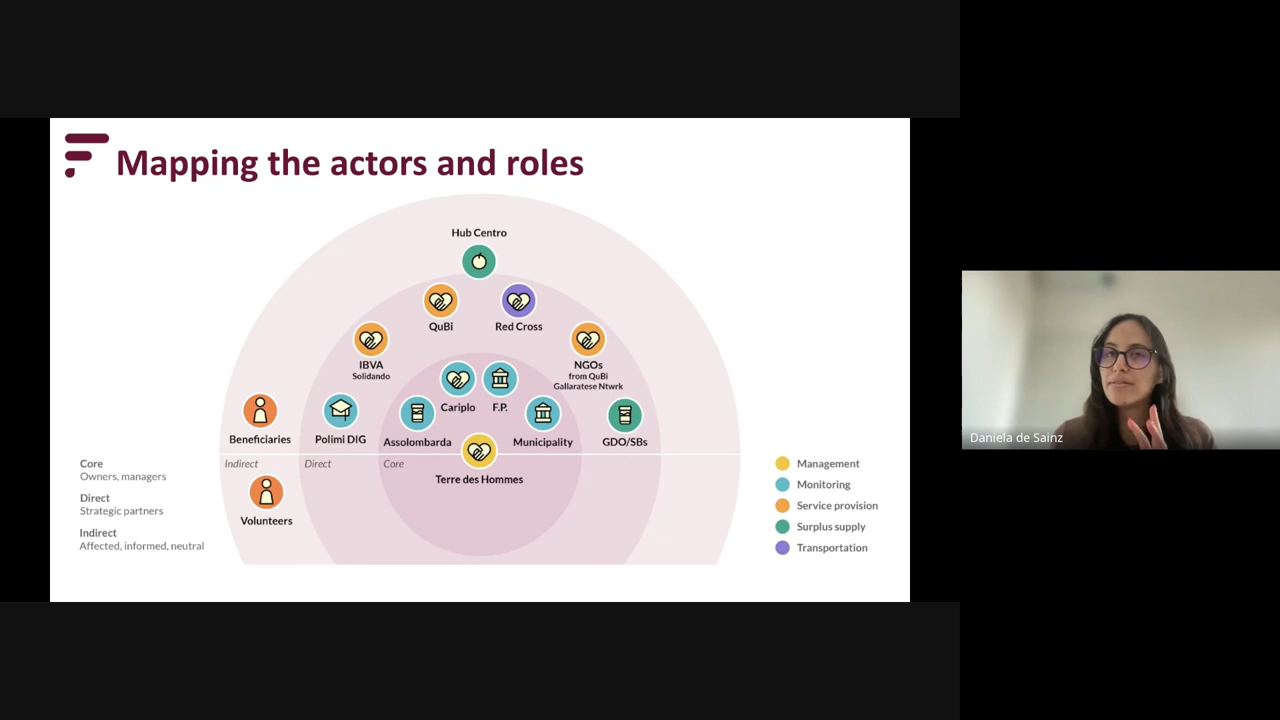 Mapping the actors and roles
Hub Centro
QuBi
Red Cross
IBVA
Solidando
NGOs
from QuBi
Gallaratese Ntwrk
Cariplo
F.P.
Beneficiaries
Polimi DIG
Assolombarda
Municipality
GDO/SBs
Indirect
Direct
Core
Terre des Hommes
Volunteers
Core
Owners, managers
Direct
Strategic partners
Indirect
Affected, informed, neutral
Management
Monitoring
Service provision
Surplus supply
Transportation
Daniela de Sainz